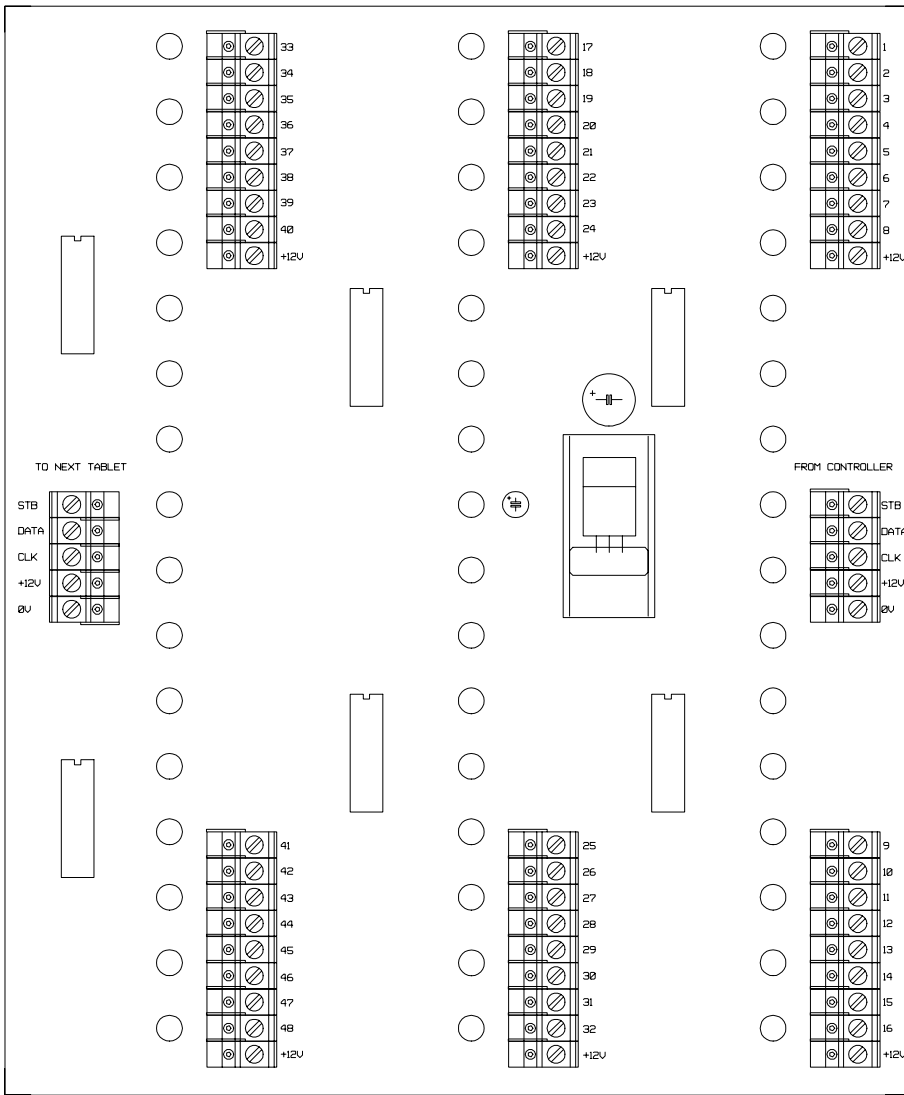 33
34
35
36
37
38
39
40
+12V
17
18
19
20
21
22
23
24
+12V
1
2
3
4
5
6
7
8
+12V
+
TO NEXT TABLET
STB
DATA
CLK
+12V
0V
+
FROM CONTROLLER
STB
DATA
CLK
+12V
0V
41
42
43
44
45
46
47
48
+12V
25
26
27
28
29
30
31
32
+12V
9
10
11
12
13
14
15
16
+12V